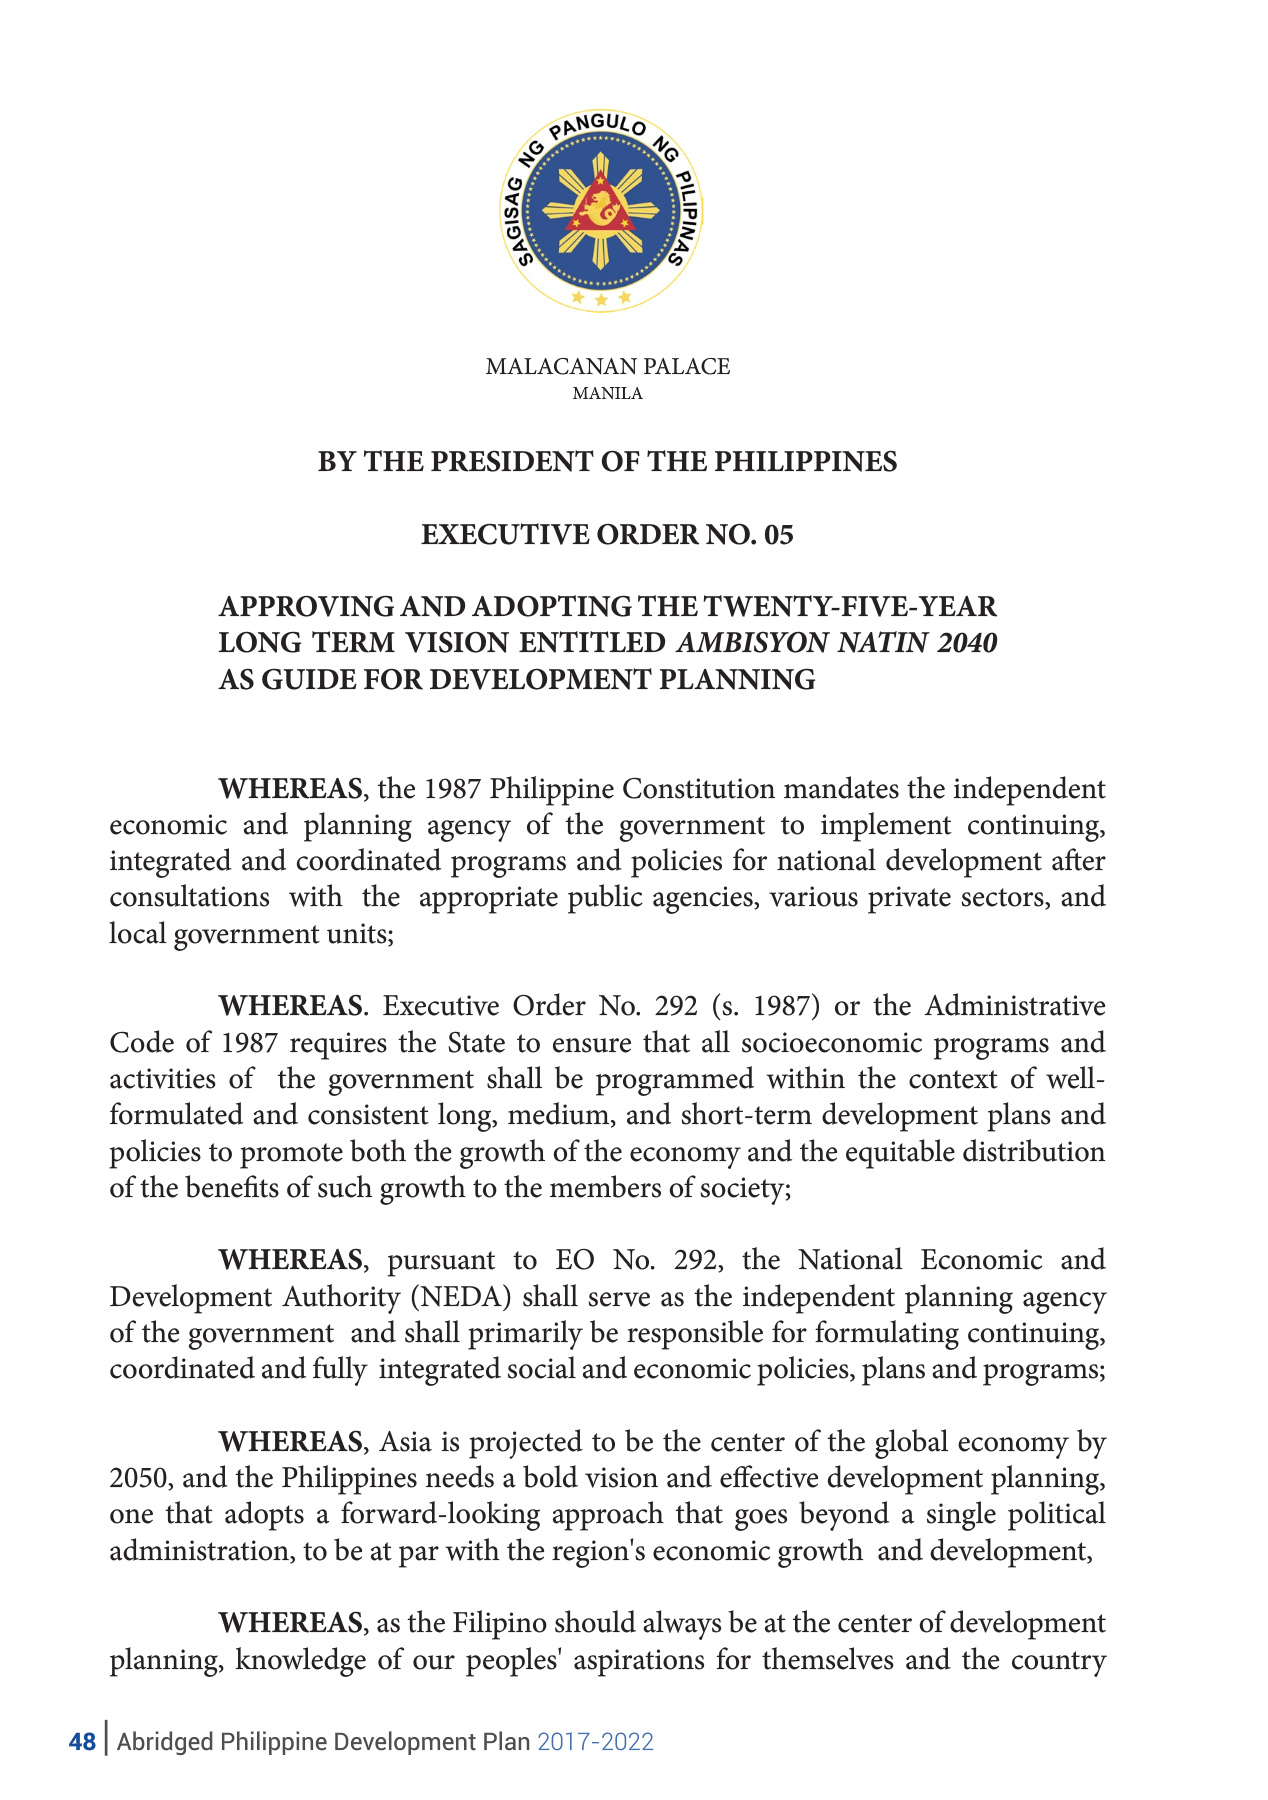 SAGISAG NG PANGULO NG PILIPINAS
MALACANAN PALACE
MANILA
BY THE PRESIDENT OF THE PHILIPPINES
EXECUTIVE ORDER NO. 05
APPROVING AND ADOPTING THE TWENTY-FIVE-YEAR
LONG TERM VISION ENTITLED AMBISYON NATIN 2040
AS GUIDE FOR DEVELOPMENT PLANNING
WHEREAS, the 1987 Philippine Constitution mandates the independent
economic and planning agency of the government to implement continuing,
integrated and coordinated programs and policies for national development after
consultations with the appropriate public agencies, various private sectors, and
local government units;
WHEREAS. Executive Order No. 292 (s. 1987) or the Administrative
Code of 1987 requires the State to ensure that all socioeconomic programs and
activities of the government shall be programmed within the context of well-
formulated and consistent long, medium, and short-term development plans and
policies to promote both the growth of the economy and the equitable distribution
of the benefits of such growth to the members of society;
WHEREAS, pursuant to EO No. 292, the National Economic and
Development Authority (NEDA) shall serve as the independent planning agency
of the government and shall primarily be responsible for formulating continuing,
coordinated and fully integrated social and economic policies, plans and programs;
WHEREAS, Asia is projected to be the center of the global economy by
2050, and the Philippines needs a bold vision and effective development planning,
one that adopts a forward-looking approach that goes beyond a single political
administration, to be at par with the region's economic growth and development,
WHEREAS, as the Filipino should always be at the center of development
planning, knowledge of our peoples' aspirations for themselves and the country
48 | Abridged Philippine Development Plan 2017-2022